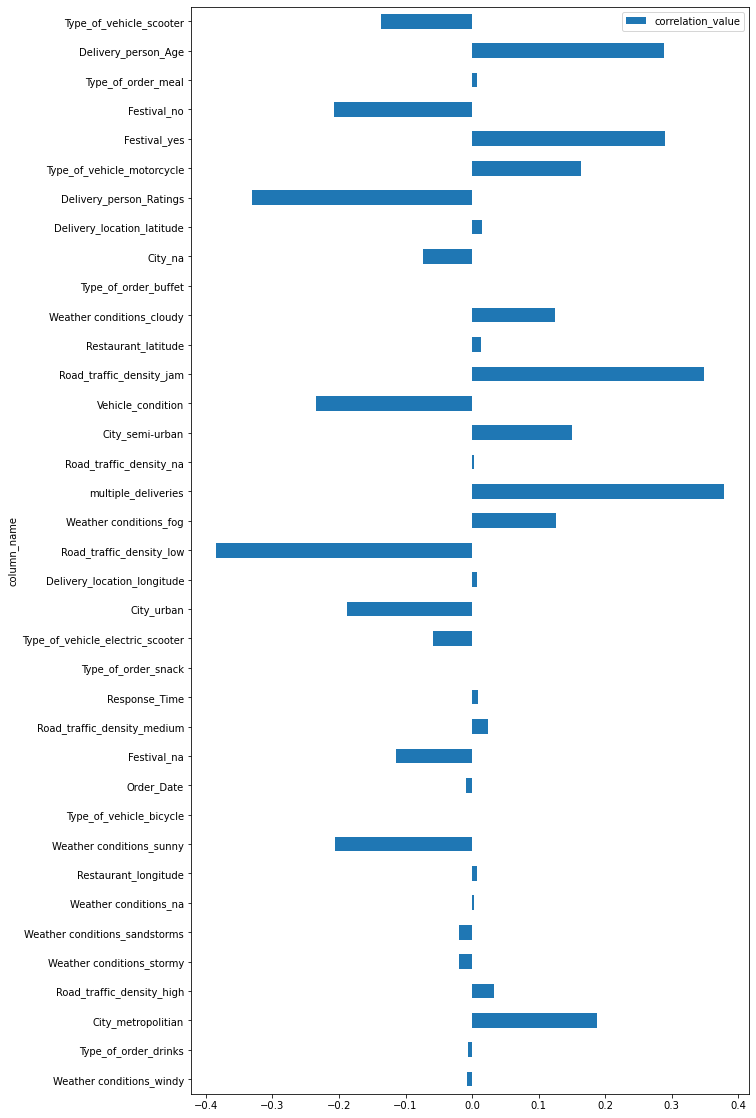 correlation_value
Type_of_vehicle_scooter
Delivery_person_Age
Type_of_order_meal
Festival_no
Festival_yes
Type_of_vehicle_motorcycle
Delivery_person_Ratings
Delivery_location_latitude
City_na
Type_of_order_buffet
Weather conditions_cloudy
Restaurant_latitude
Road_traffic_density_jam
Vehicle_condition
City_semi-urban
Road_traffic_density_na
multiple_deliveries
Weather conditions_fog
Road_traffic_density_low
Delivery_location_longitude
City_urban
Type_of_vehicle_electric_scooter
Type_of_order_snack
Response_Time
Road_traffic_density_medium
Festival_na
Order_Date
Type_of_vehicle_bicycle
Weather conditions_sunny
Restaurant_longitude
Weather conditions_na
Weather conditions_sandstorms
Weather conditions_stormy
Road_traffic_density_high
City_metropolitian
Type_of_order_drinks
Weather conditions_windy
column_name
−0.4 −0.3 −0.2 −0.1 0.0 0.1 0.2 0.3 0.4